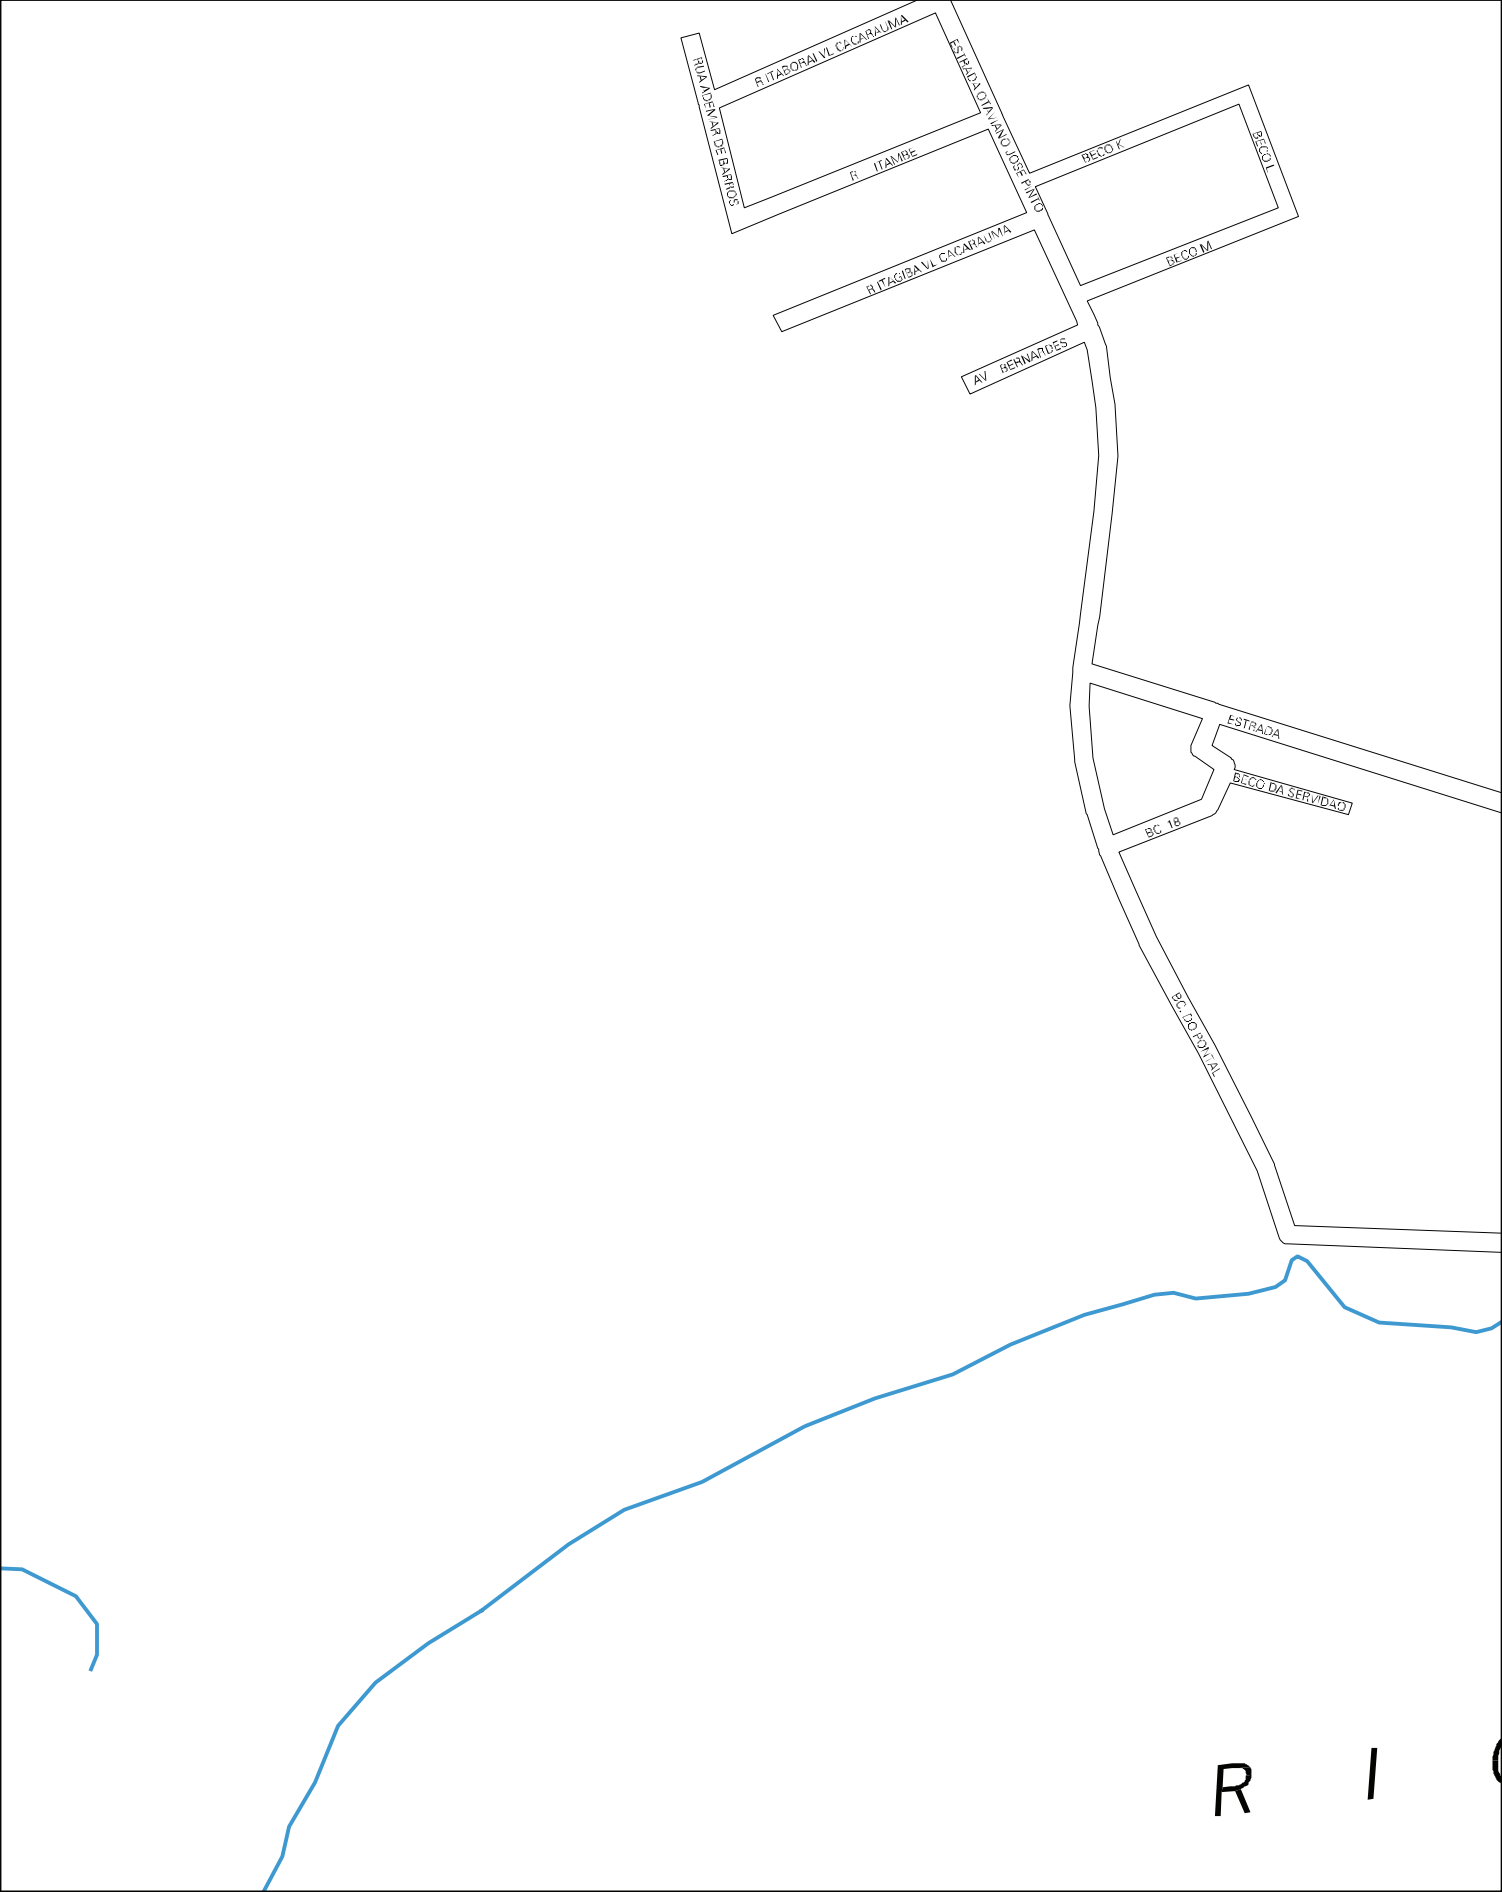 R ITABORAI VL CACARAUMA
RUA ADEMAR DE BARROS
ESTRADA OTAVIANO JOSE PINTO
R ITAMBE
BECO K
BECO L
R ITAGIBA VL CACARAUMA
BECO M
AV BERNARDES
ESTRADA
BECO DA SERVIDAO
BC 18
BC. DO PONTAL
R I